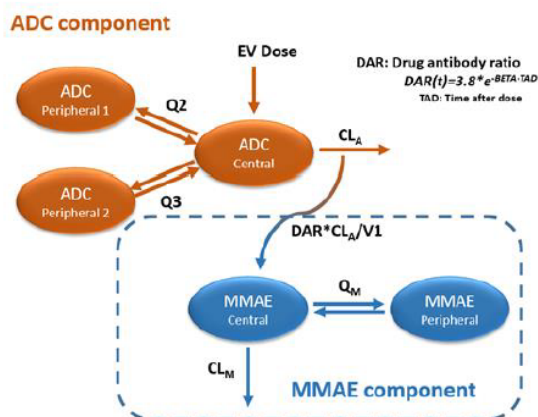 ADC component
EV Dose
DAR: Drug antibody ratio
DAR(t)=3.8*e-BETA·TAD
TAD: Time after dose
ADC
Peripheral 1
Q2
ADC
Central
CLA
ADC
Peripheral 2
Q3
DAR*CLA/V1
MMAE
Central
QM
MMAE
Peripheral
CLM
MMAE component